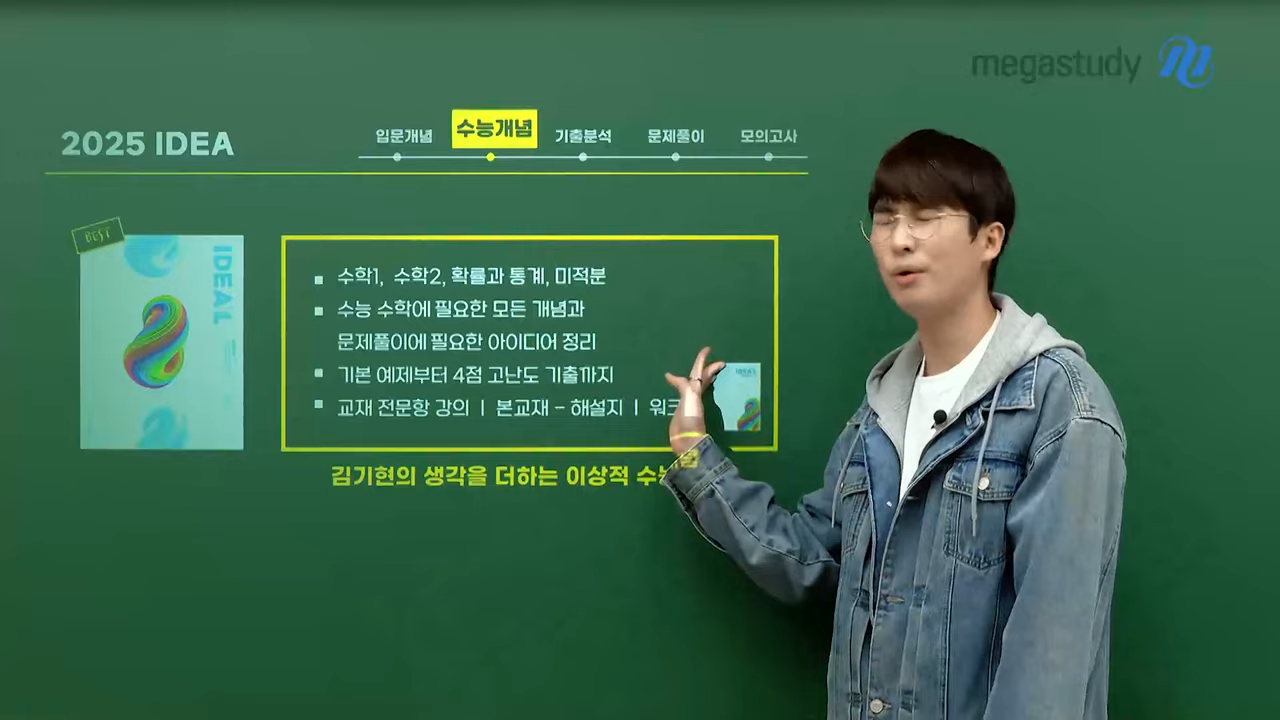 megastudy
2025 IDEA
입문개념 수능개념 기출분석 문제풀이 모의고사
BEST
IDEAL
수학1, 수학2, 확률과 통계, 미적분
수능 수학에 필요한 모든 개념과
문제풀이에 필요한 아이디어 정리
기본 예제부터 4점 고난도 기출까지
교재 전문항 강의 | 본교재 - 해설지 |
김기현의 생각을 더하는 이상적